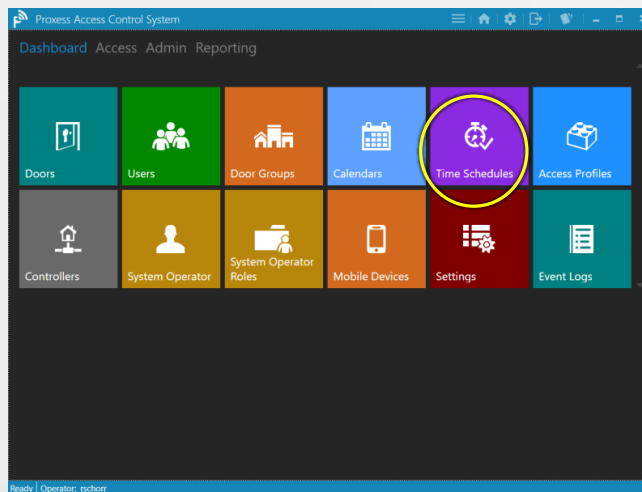 Proxess Access Control System
Dashboard Access Admin Reporting
Doors
Users
Door Groups
Calendars
Time Schedules
Access Profiles
Controllers
System Operator
System Operator
Roles
Mobile Devices
Settings
Event Logs
Ready Operator: rschorr